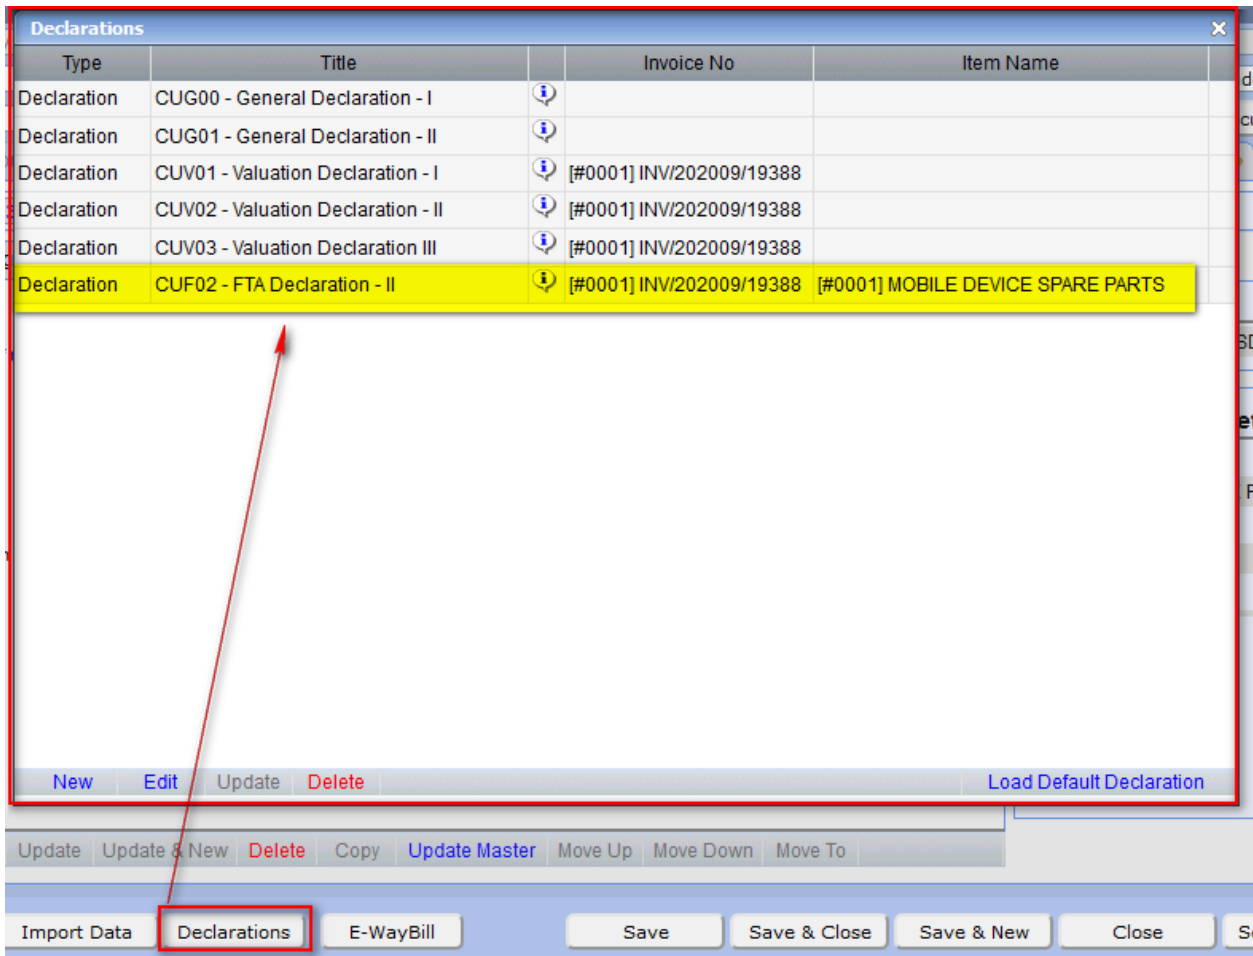 Declarations
Type Title Invoice No Item Name
Declaration CUG00 - General Declaration - I
Declaration CUG01 - General Declaration - II
Declaration CUV01 - Valuation Declaration - I [#0001] INV/202009/19388
Declaration CUV02 - Valuation Declaration - II [#0001] INV/202009/19388
Declaration CUV03 - Valuation Declaration III [#0001] INV/202009/19388
Declaration CUF02 - FTA Declaration - II [#0001] INV/202009/19388 [#0001] MOBILE DEVICE SPARE PARTS
New Edit Update Delete Load Default Declaration
Update Update & New Delete Copy Update Master Move Up Move Down Move To
Import Data Declarations E-WayBill Save Save & Close Save & New Close